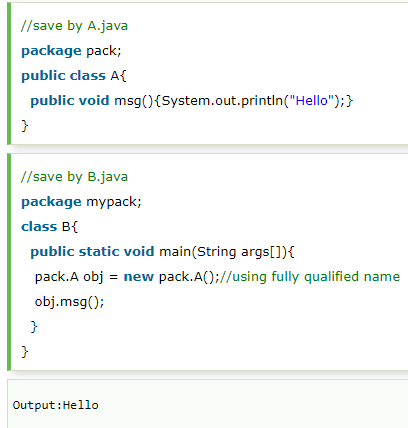 //save by A.java
package pack;
public class A{
  public void msg(){System.out.println("Hello");}
}
//save by B.java
package mypack;
class B{
  public static void main(String args[]){
   pack.A obj = new pack.A();//using fully qualified name
   obj.msg();
  }
}
Output:Hello